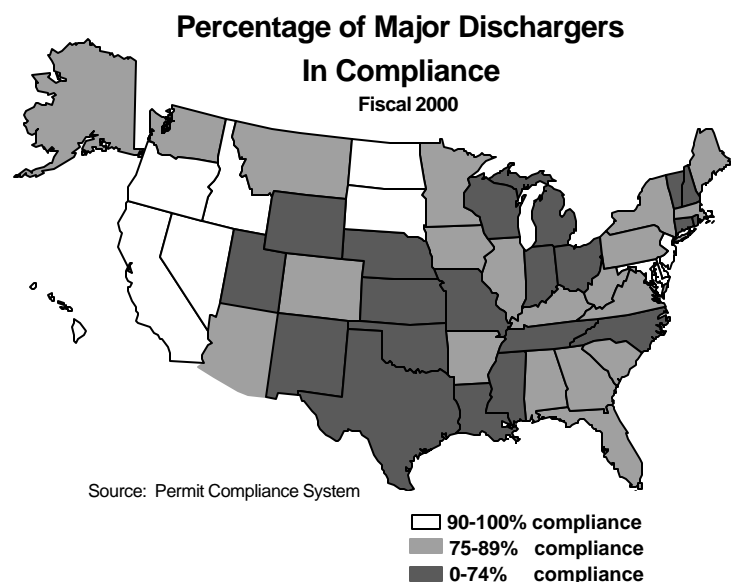 Percentage of Major Dischargers
In Compliance
Fiscal 2000
Source: Permit Compliance System
90-100% compliance
75-89% compliance
0-74% compliance